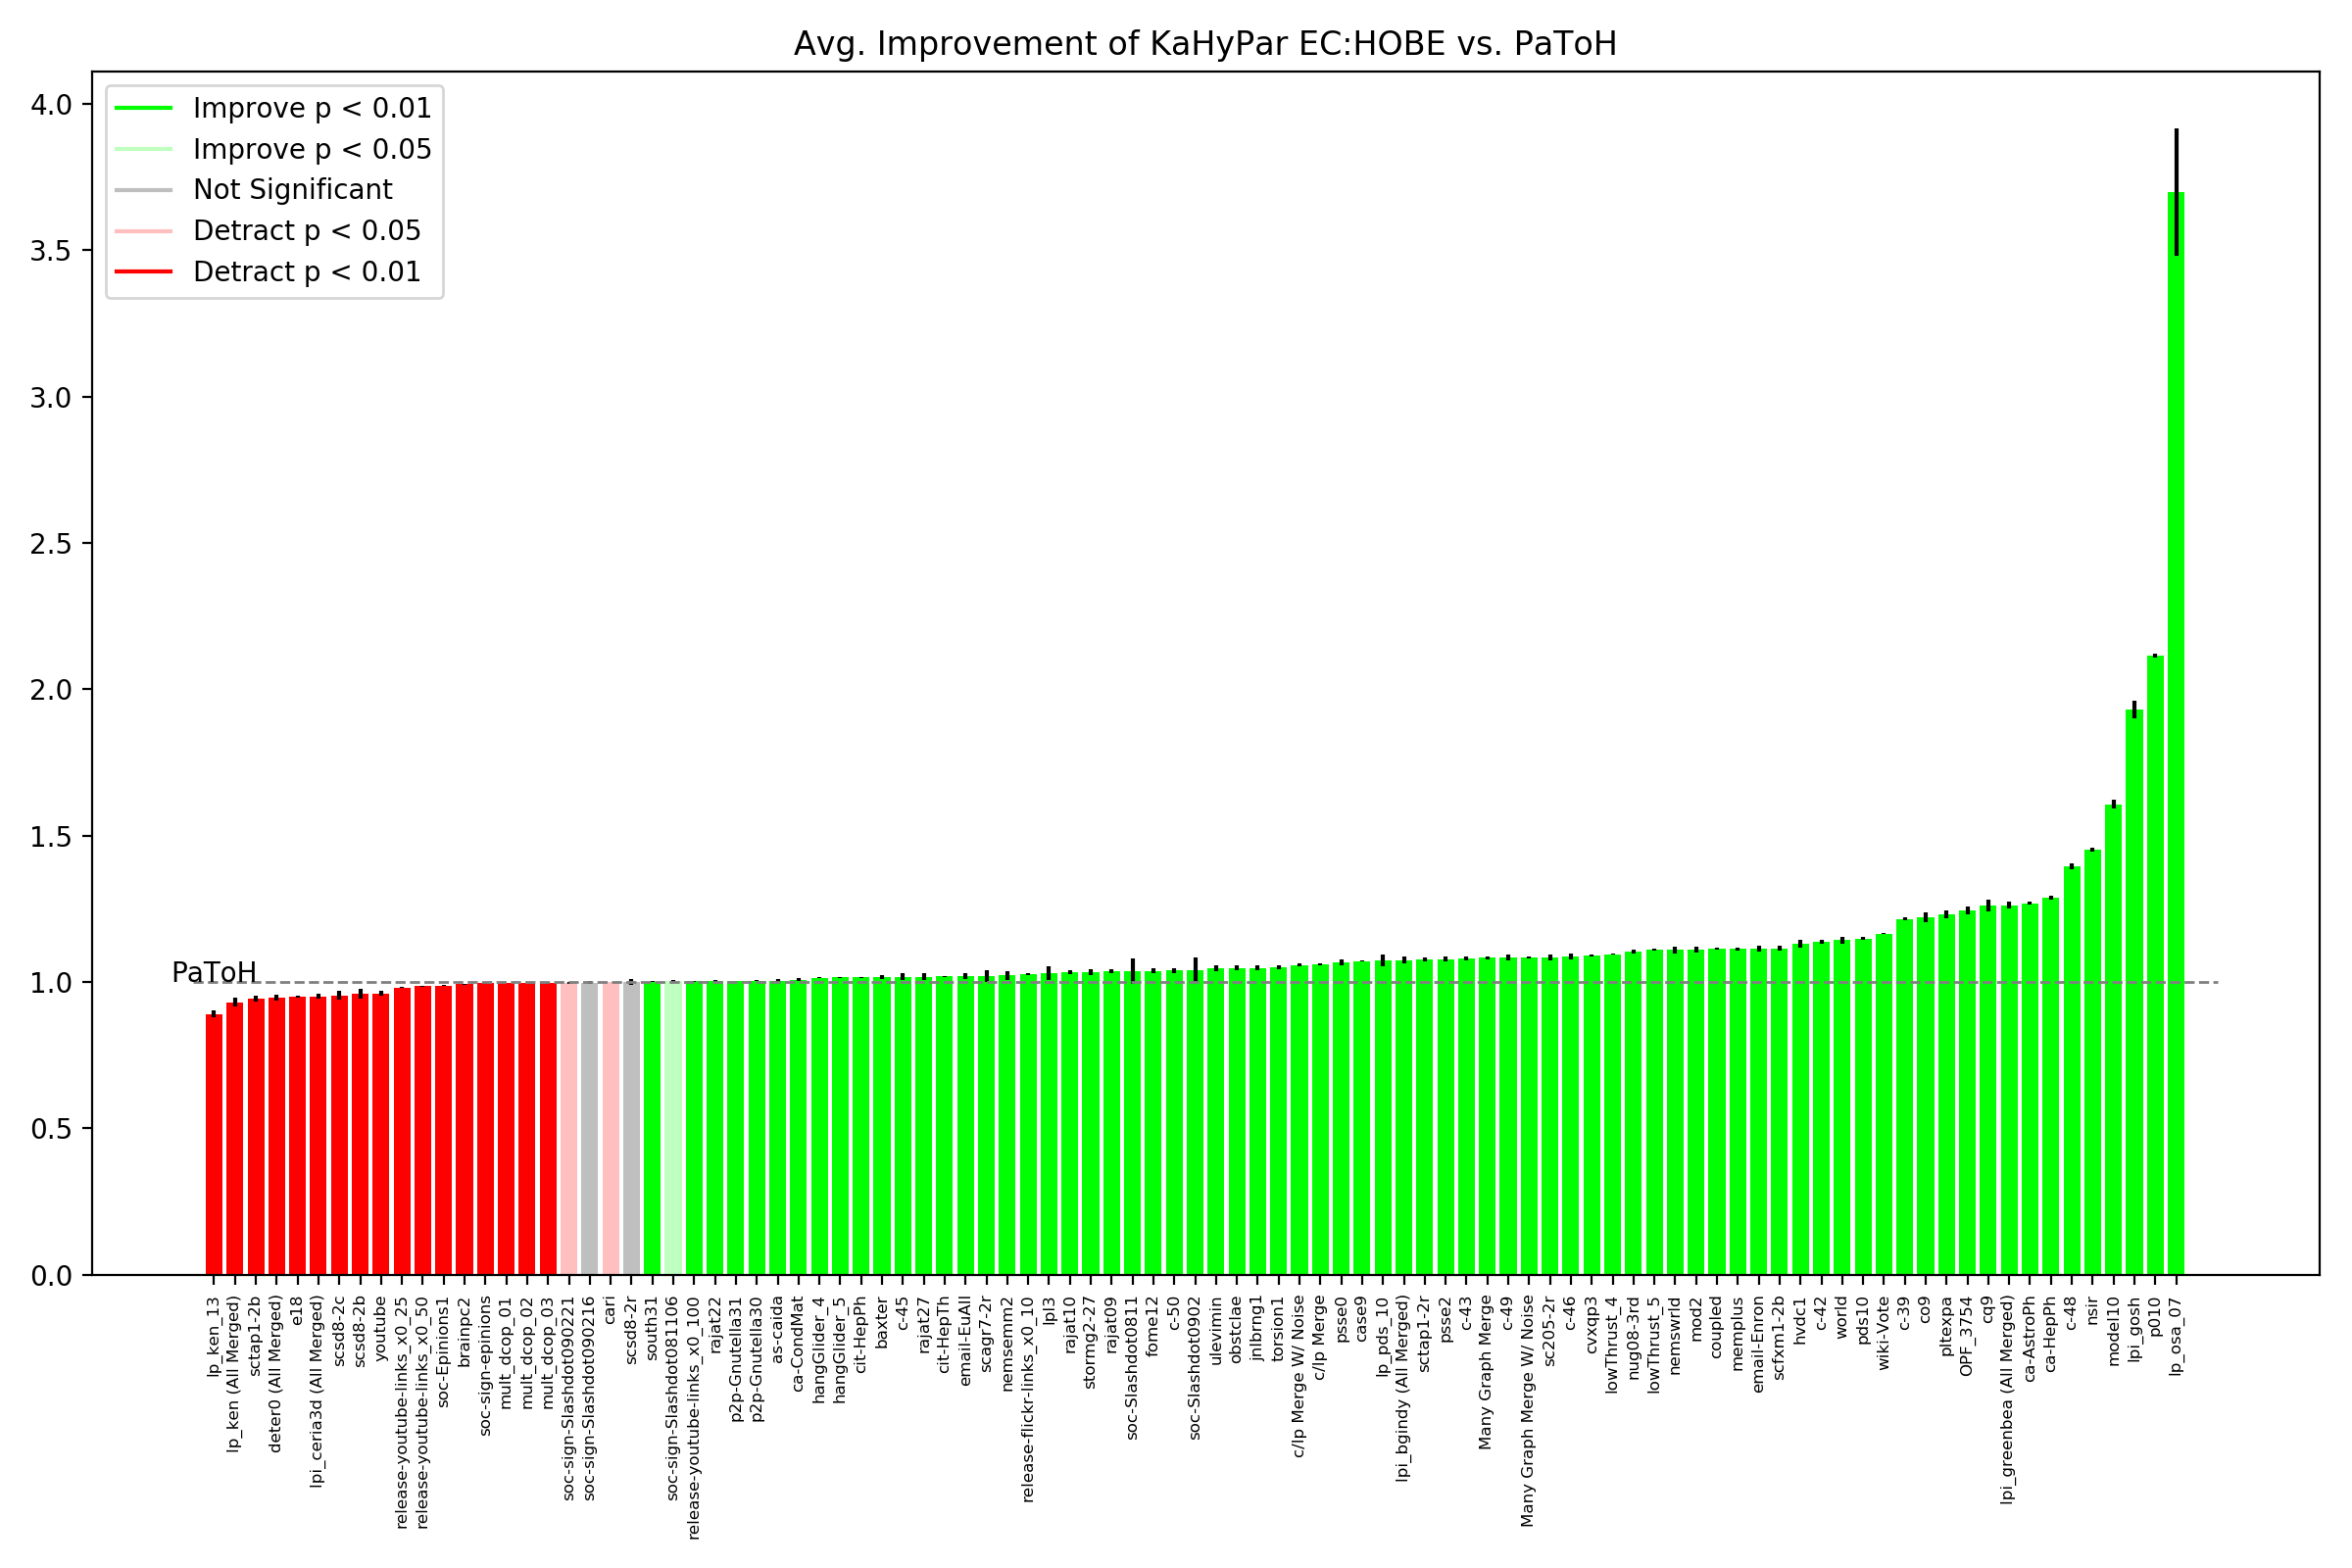 Avg. Improvement of KaHyPar EC:HOBE vs. PaToH
Improve p < 0.01
Improve p < 0.05
Not Significant
Detract p < 0.05
Detract p < 0.01
4.0
3.5
3.0
2.5
2.0
1.5
1.0
0.5
0.0
PaToH
lp_ken_13
lp_ken (All Merged)
sctap1-2b
deter0 (All Merged)
e18
lpi_ceria3d (All Merged)
scsd8-2c
scsd8-2b
youtube
release-youtube-links_x0_25
release-youtube-links_x0_50
soc-Epinions1
brainpc2
soc-sign-epinions
mult_dcop_01
mult_dcop_02
mult_dcop_03
soc-sign-Slashdot090221
soc-sign-Slashdot090216
cari
scsd8-2r
south31
soc-sign-Slashdot081106
release-youtube-links_x0_100
rajat22
p2p-Gnutella31
p2p-Gnutella30
as-caida
ca-CondMat
hangGlider_4
hangGlider_5
cit-HepPh
baxter
c-45
rajat27
cit-HepTh
email-EuAll
scagr7-2r
nemsemm2
release-flickr-links_x0_10
lpl3
rajat10
stormg2-27
rajat09
soc-Slashdot0811
fome12
c-50
soc-Slashdot0902
ulevimin
obstclae
jnlbrng1
torsion1
c/lp Merge W/ Noise
c/lp Merge
psse0
case9
lp_pds_10
lpi_bgindy (All Merged)
sctap1-2r
psse2
c-43
Many Graph Merge
c-49
Many Graph Merge W/ Noise
sc205-2r
c-46
cvxqp3
lowThrust_4
nug08-3rd
lowThrust_5
nemswrld
mod2
coupled
memplus
email-Enron
scfxm1-2b
hvdc1
c-42
world
pds10
wiki-Vote
c-39
co9
pltexpa
OPF_3754
cq9
lpi_greenbea (All Merged)
ca-AstroPh
ca-HepPh
c-48
nsir
model10
lpi_gosh
p010
lp_osa_07